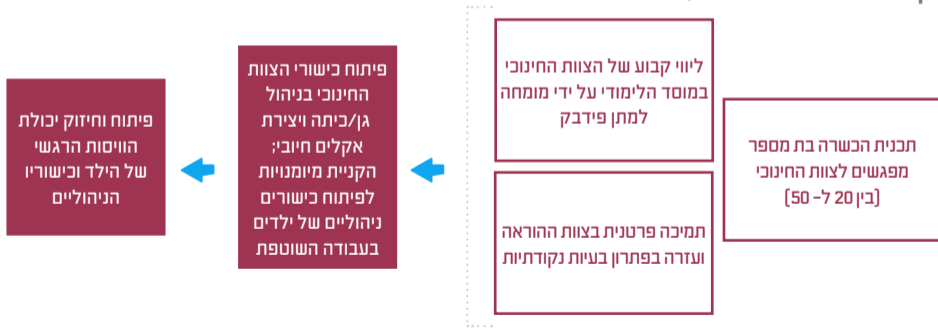 תכנית הכשרה בת מספר
מפגשים לצוות החינוכי
(בין 20 ל- 50)
ליווי קבוע של הצוות החינוכי
במוסד הלימודי על ידי מומחה
למתן פידבק
תמיכה פרטנית בצוות ההוראה
ועזרה בפתרון בעיות נקודתיות
פיתוח כישורי הצוות
החינוכי בניהול
גן/כיתה ויצירת
אקלים חיובי;
הקניית מיומנויות
לפיתוח כישורים
ניהוליים של ילדים
בעבודה השוטפת
פיתוח וחיזוק יכולת
הוויסות הרגשי
של הילד וכישוריו
הניהוליים